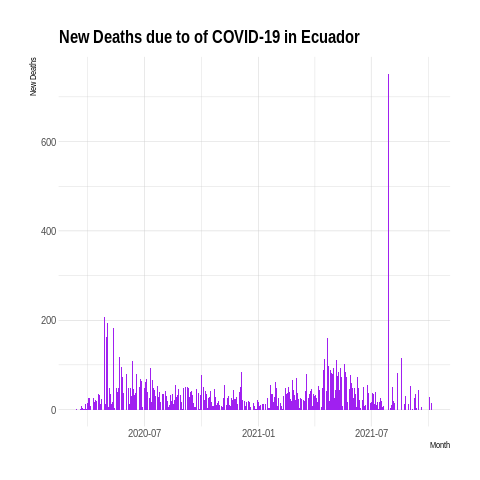 New Deaths due to of COVID-19 in Ecuador
New Deaths
600
400
200
0
2020-07
2021-01
2021-07
Month